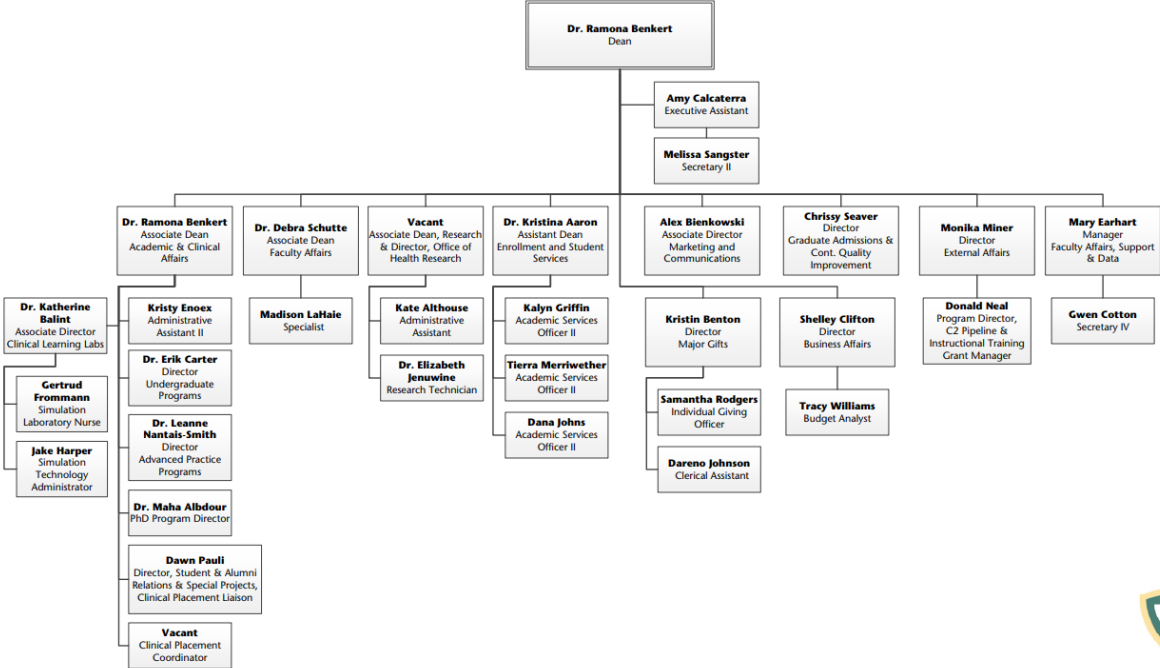 Dr. Ramona Benkert
Dean
Amy Calcaterra
Executive Assistant
Melissa Sangster
Secretary II
Dr. Ramona Benkert
Associate Dean
Academic & Clinical
Affairs
Dr. Debra Schutte
Associate Dean
Faculty Affairs
Vacant
Associate Dean, Research
& Director, Office of
Health Research
Dr. Kristina Aaron
Assistant Dean
Enrollment and Student
Services
Alex Bienkowski
Associate Director
Marketing and
Communications
Chrissy Seaver
Director
Graduate Admissions &
Cont. Quality
Improvement
Monika Miner
Director
External Affairs
Mary Earhart
Manager
Faculty Affairs, Support
& Data
Dr. Katherine
Balint
Associate Director
Clinical Learning Labs
Gertrud
Frommann
Simulation
Laboratory Nurse
Jake Harper
Simulation
Technology
Administrator
Kristy Enoex
Administrative
Assistant II
Dr. Erik Carter
Director
Undergraduate
Programs
Dr. Leanne
Nantais-Smith
Director
Advanced Practice
Programs
Dr. Maha Albdour
PhD Program Director
Dawn Pauli
Director, Student & Alumni
Relations & Special Projects,
Clinical Placement Liaison
Vacant
Clinical Placement
Coordinator
Madison LaHaie
Specialist
Kate Althouse
Administrative
Assistant
Dr. Elizabeth
Jenuwine
Research Technician
Kalyn Griffin
Academic Services
Officer II
Tierra Merriwether
Academic Services
Officer II
Dana Johns
Academic Services
Officer II
Kristin Benton
Director
Major Gifts
Samantha Rodgers
Individual Giving
Officer
Dareno Johnson
Clerical Assistant
Shelley Clifton
Director
Business Affairs
Tracy Williams
Budget Analyst
Donald Neal
Program Director,
C2 Pipeline &
Instructional Training
Grant Manager
Gwen Cotton
Secretary IV